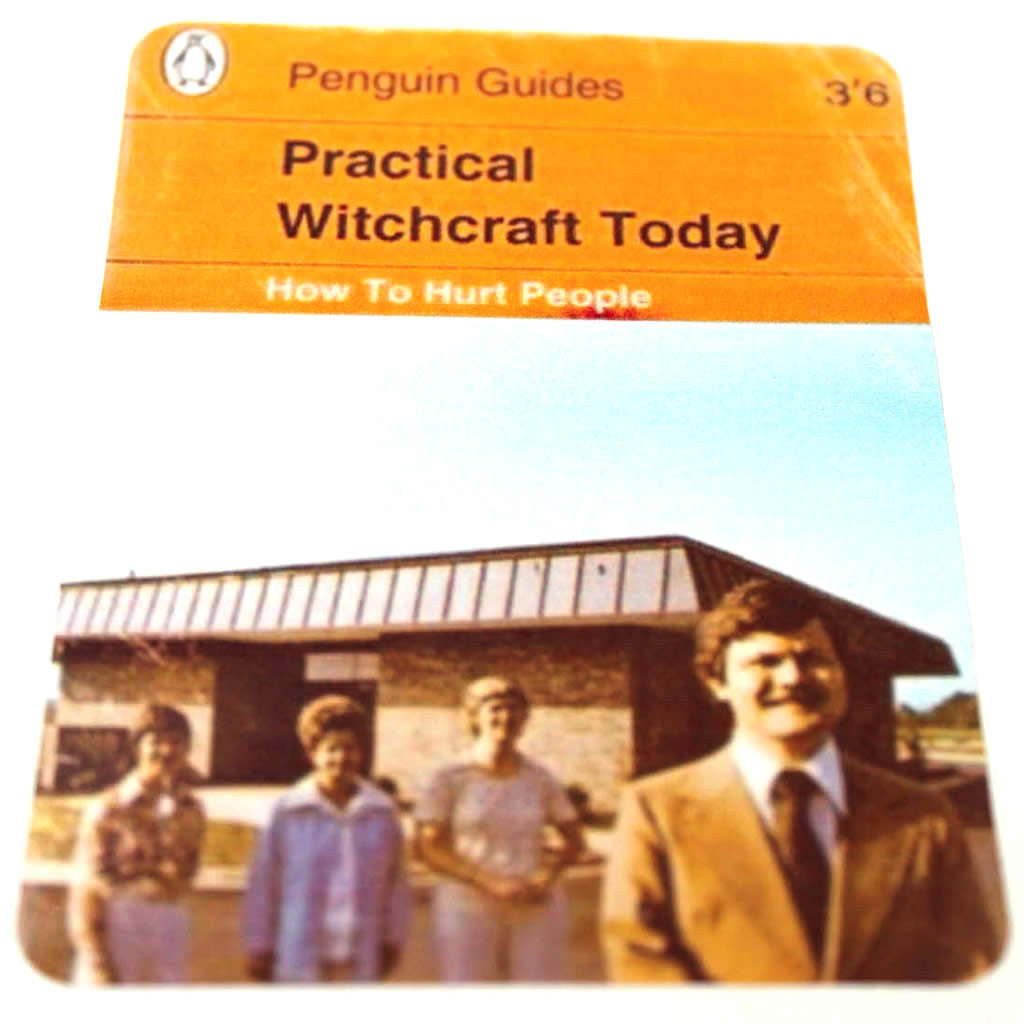 Penguin Guides
3'6
Practical
Witchcraft Today
How To Hurt People